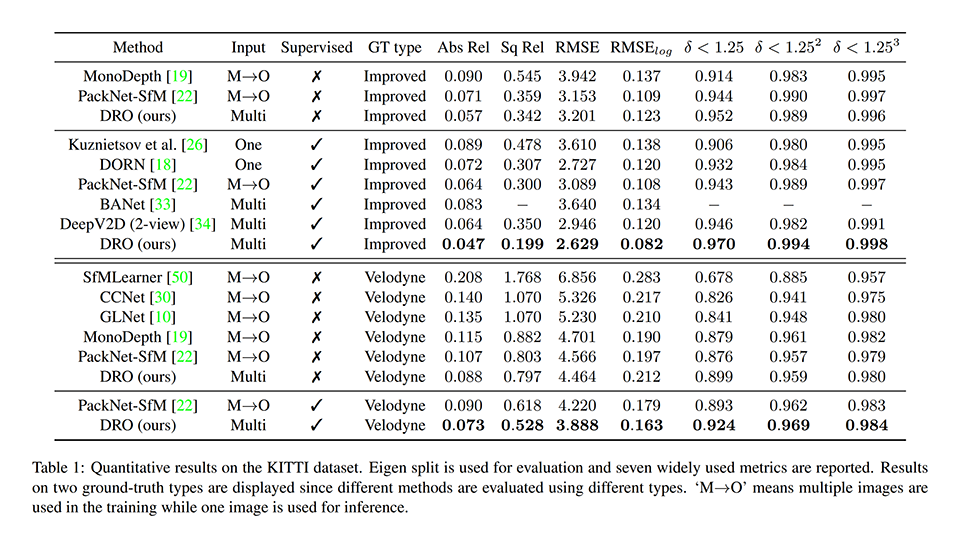 Method Input Supervised GT type Abs Rel Sq Rel RMSE RMSE_log δ < 1.25 δ < 1.25² δ < 1.25³
MonoDepth [19] M→O ✗ Improved 0.090 0.545 3.942 0.137 0.914 0.983 0.995
PackNet-SfM [22] M→O ✗ Improved 0.071 0.359 3.153 0.109 0.944 0.990 0.997
DRO (ours) Multi ✗ Improved 0.057 0.342 3.201 0.123 0.952 0.989 0.996
Kuznietsov et al. [26] One ✓ Improved 0.089 0.478 3.610 0.138 0.906 0.980 0.995
DORN [18] One ✓ Improved 0.072 0.307 2.727 0.120 0.932 0.984 0.995
PackNet-SfM [22] M→O ✓ Improved 0.064 0.300 3.089 0.108 0.943 0.989 0.997
BANet [33] Multi ✓ Improved 0.083 − 3.640 0.134 − − −
DeepV2D (2-view) [34] Multi ✓ Improved 0.064 0.350 2.946 0.120 0.946 0.982 0.991
DRO (ours) Multi ✓ Improved 0.047 0.199 2.629 0.082 0.970 0.994 0.998
SfMLearner [50] M→O ✗ Velodyne 0.208 1.768 6.856 0.283 0.678 0.885 0.957
CCNet [30] M→O ✗ Velodyne 0.140 1.070 5.326 0.217 0.826 0.941 0.975
GLNet [10] M→O ✗ Velodyne 0.135 1.070 5.230 0.210 0.841 0.948 0.980
MonoDepth [19] M→O ✗ Velodyne 0.115 0.882 4.701 0.190 0.879 0.961 0.982
PackNet-SfM [22] M→O ✗ Velodyne 0.107 0.803 4.566 0.197 0.876 0.957 0.979
DRO (ours) Multi ✗ Velodyne 0.088 0.797 4.464 0.212 0.899 0.959 0.980
PackNet-SfM [22] M→O ✓ Velodyne 0.090 0.618 4.220 0.179 0.893 0.962 0.983
DRO (ours) Multi ✓ Velodyne 0.073 0.528 3.888 0.163 0.924 0.969 0.984
Table 1: Quantitative results on the KITTI dataset. Eigen split is used for evaluation and seven widely used metrics are reported. Results
on two ground-truth types are displayed since different methods are evaluated using different types. ‘M→O’ means multiple images are
used in the training while one image is used for inference.